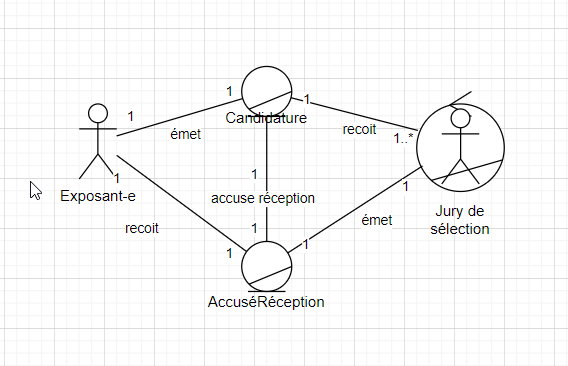 1
1
1
émet
Candidature
recoit
1..*
1
1
accuse réception
1
Exposant-e
Jury de
sélection
recoit
1
1
émet
1
AccuséRéception